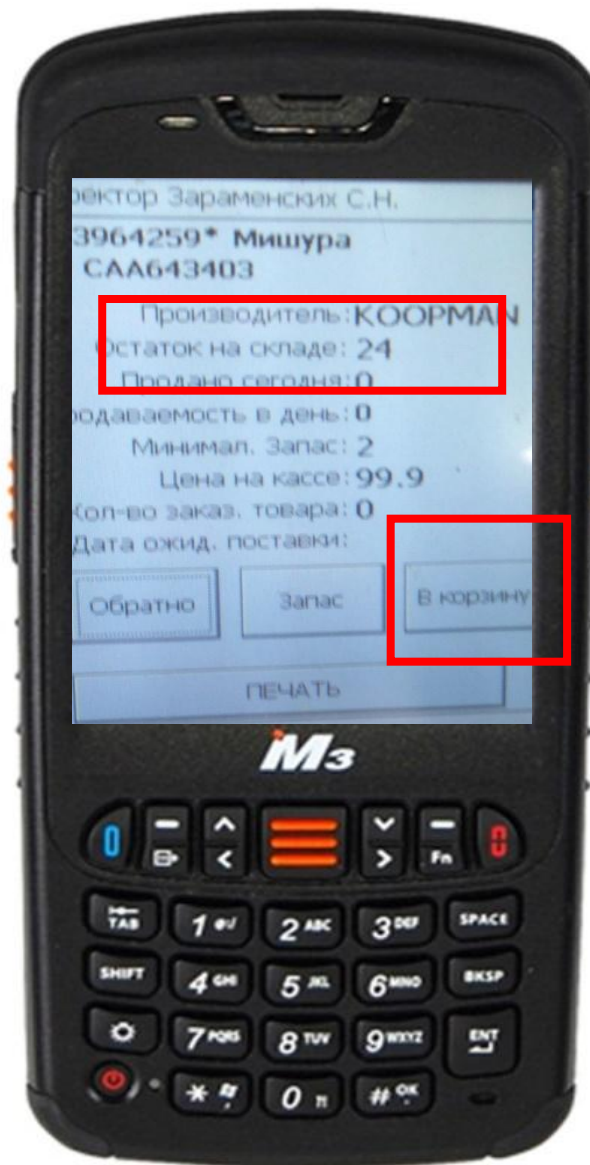 ректор Зараменских С.Н.
3964259* Мишура
САА643403
Производитель: KOOPMAN
Остаток на складе: 24
Продано сегодня: 0
родаваемость в день: 0
Минимал. Запас: 2
Цена на кассе: 99.9
Кол-во заказ. товара: 0
Дата ожид. поставки:
Обратно Запас В корзину
ПЕЧАТЬ
M3
Fn
TAB 1 @:/ 2 ABC 3 DEF SPACE
SHIFT 4 GHI 5 JKL 6 MNO BKSP
7 PQRS 8 TUV 9 WXYZ ENT
* , 0 # OK .